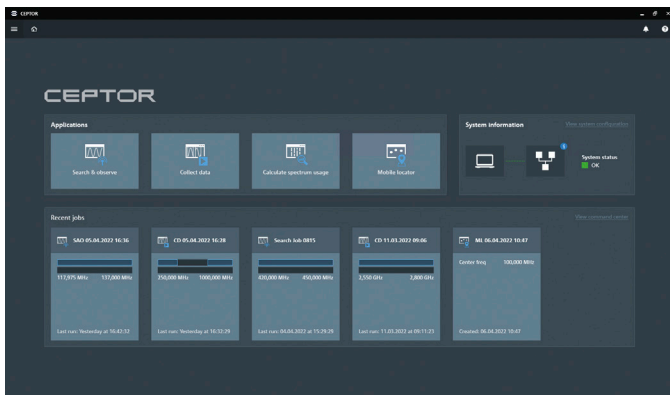 CEPTOR
CEPTOR
Applications
Search & observe
Collect data
Calculate spectrum usage
Mobile locator
System information
View system configuration
System status
OK
Recent jobs
View command center
SAO 05.04.2022 16:36
117,975 MHz 137,000 MHz
Last run: Yesterday at 16:42:32
CD 05.04.2022 16:28
250,000 MHz 1000,000 MHz
Last run: Yesterday at 16:32:29
Search Job 0815
430,000 MHz 450,000 MHz
Last run: 04.04.2022 at 15:29:29
CD 11.03.2022 09:06
2,550 GHz 2,800 GHz
Last run: 11.03.2022 at 09:11:23
ML 06.04.2022 10:47
Center freq 100,000 MHz
Created: 06.04.2022 10:47